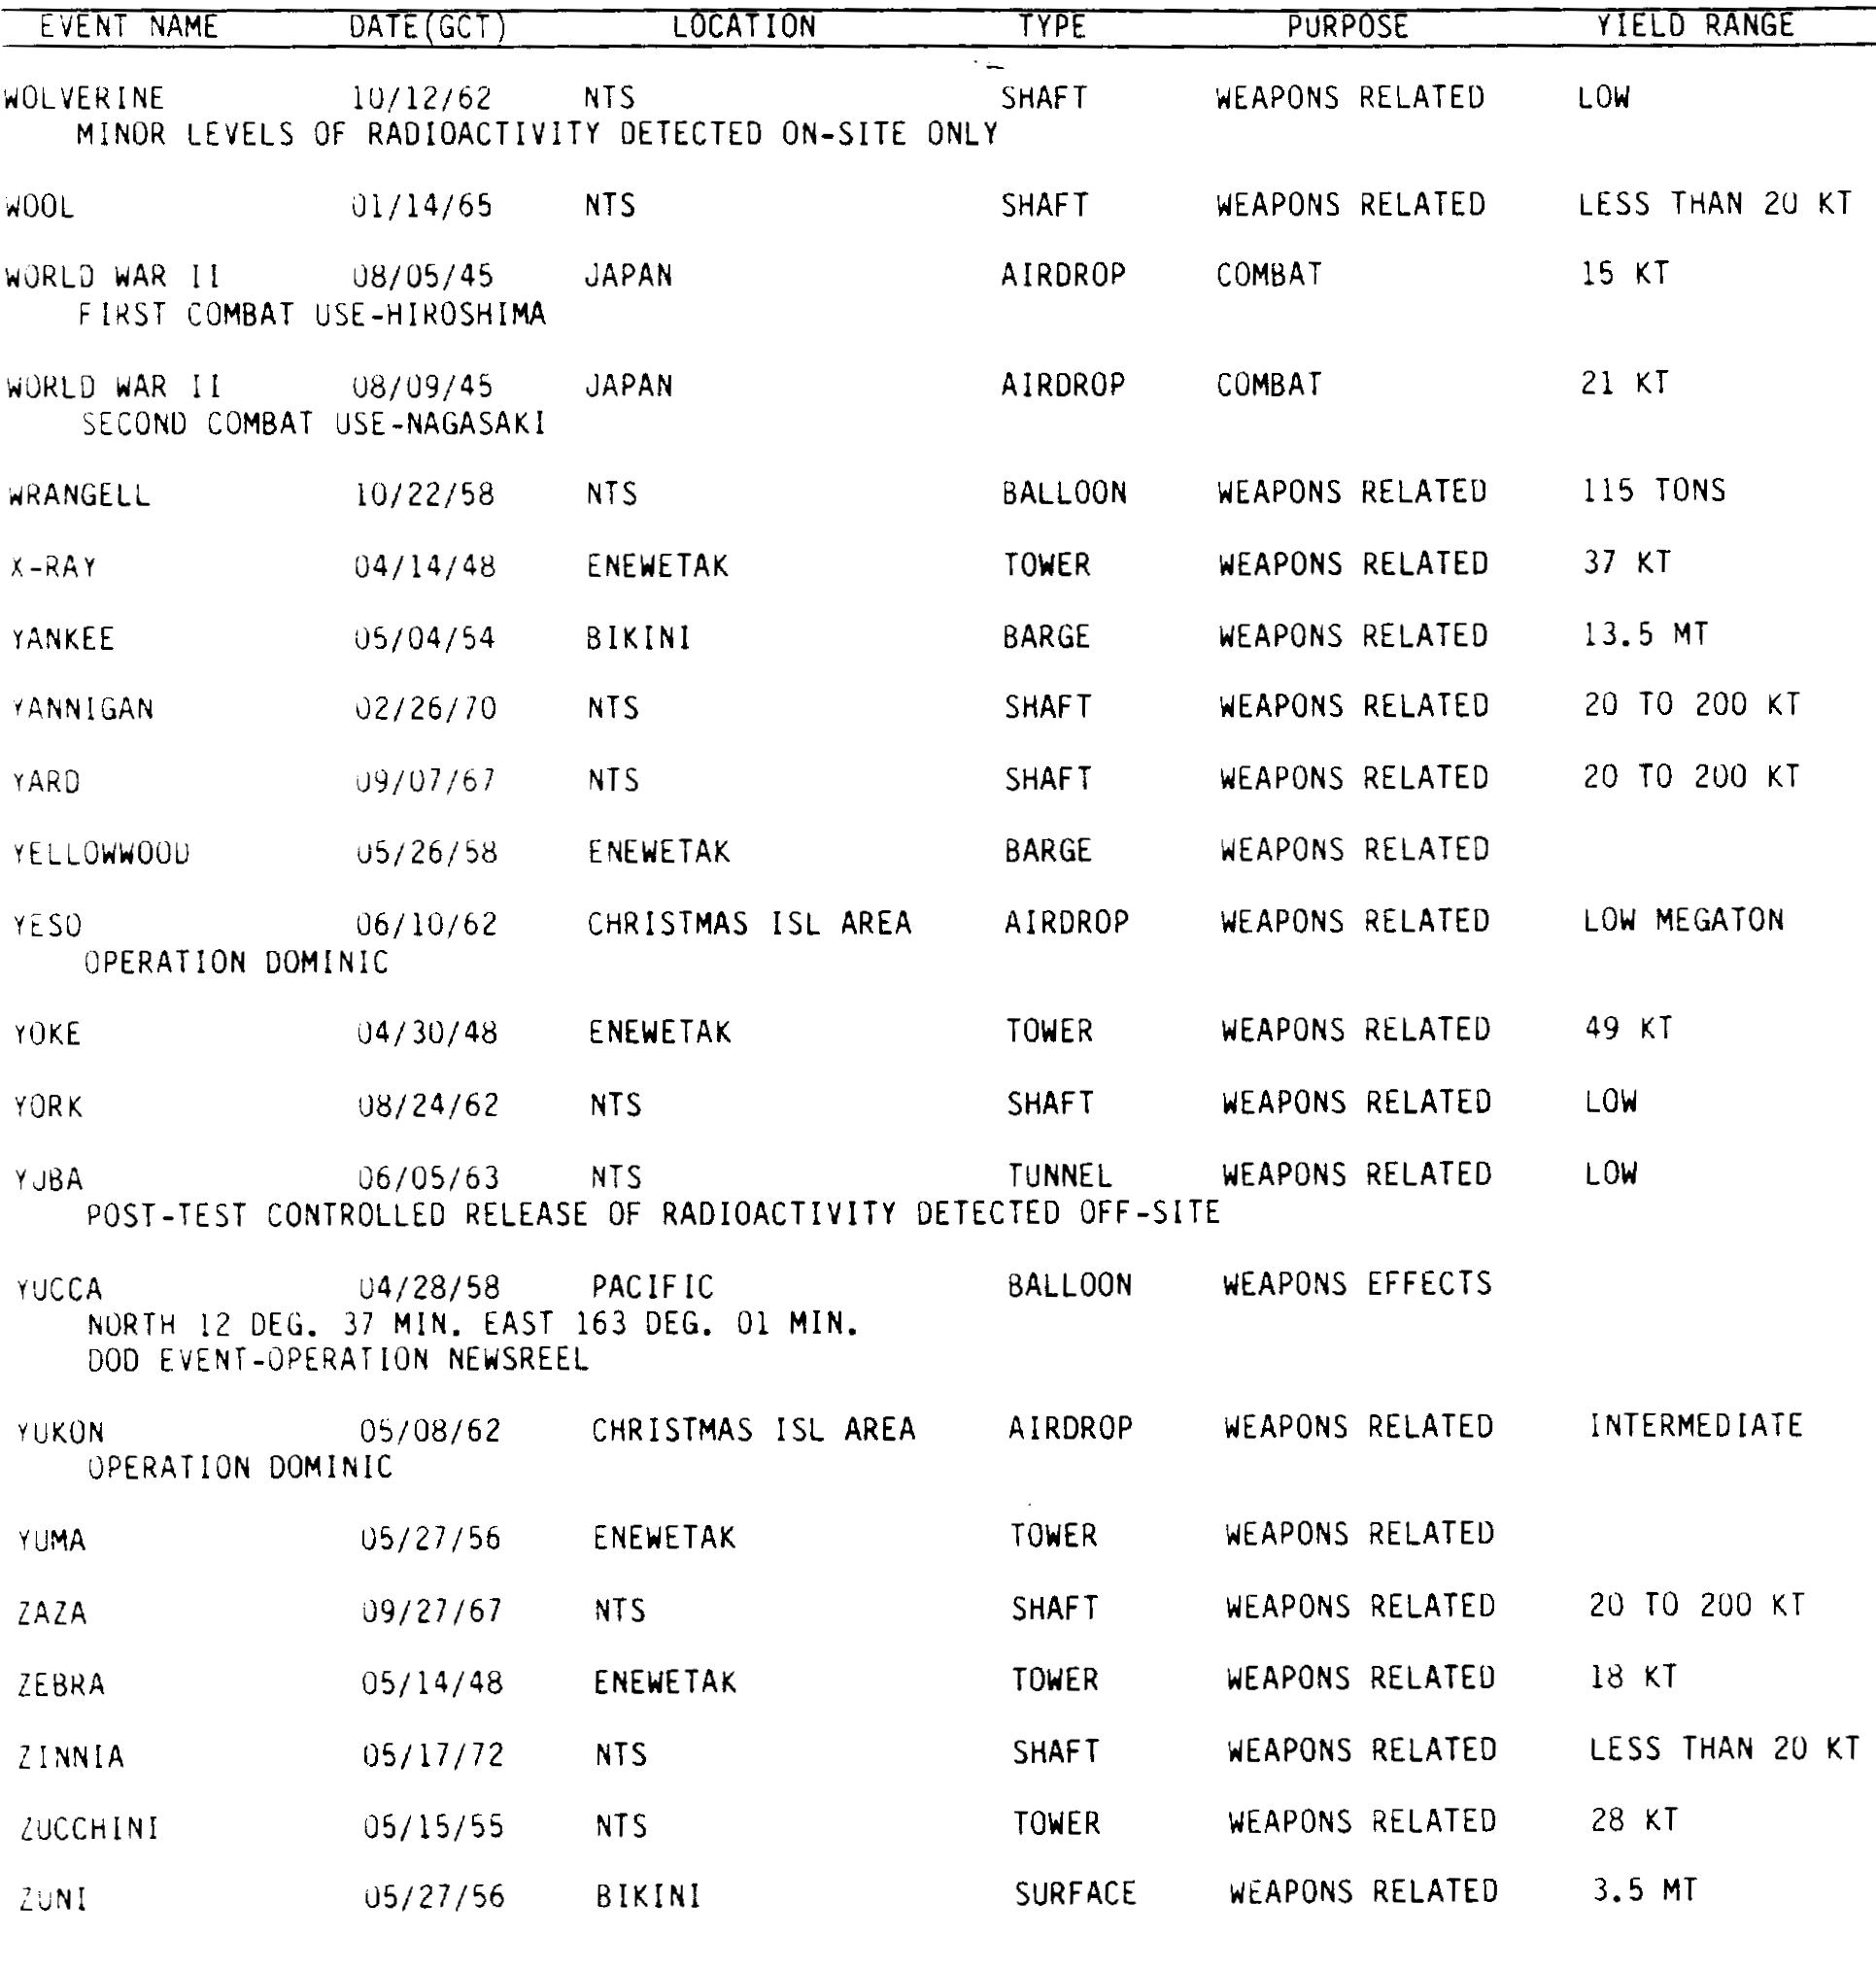 EVENT NAME DATE(GCT) LOCATION TYPE PURPOSE YIELD RANGE
WOLVERINE 10/12/62 NTS SHAFT WEAPONS RELATED LOW
MINOR LEVELS OF RADIOACTIVITY DETECTED ON-SITE ONLY
WOOL 01/14/65 NTS SHAFT WEAPONS RELATED LESS THAN 20 KT
WORLD WAR II 08/05/45 JAPAN AIRDROP COMBAT 15 KT
FIRST COMBAT USE-HIROSHIMA
WORLD WAR II 08/09/45 JAPAN AIRDROP COMBAT 21 KT
SECOND COMBAT USE-NAGASAKI
WRANGELL 10/22/58 NTS BALLOON WEAPONS RELATED 115 TONS
X-RAY 04/14/48 ENEWETAK TOWER WEAPONS RELATED 37 KT
YANKEE 05/04/54 BIKINI BARGE WEAPONS RELATED 13.5 MT
YANNIGAN 02/26/70 NTS SHAFT WEAPONS RELATED 20 TO 200 KT
YARD 09/07/67 NTS SHAFT WEAPONS RELATED 20 TO 200 KT
YELLOWWOOD 05/26/58 ENEWETAK BARGE WEAPONS RELATED
YESO 06/10/62 CHRISTMAS ISL AREA AIRDROP WEAPONS RELATED LOW MEGATON
OPERATION DOMINIC
YOKE 04/30/48 ENEWETAK TOWER WEAPONS RELATED 49 KT
YORK 08/24/62 NTS SHAFT WEAPONS RELATED LOW
YUBA 06/05/63 NTS TUNNEL WEAPONS RELATED LOW
POST-TEST CONTROLLED RELEASE OF RADIOACTIVITY DETECTED OFF-SITE
YUCCA 04/28/58 PACIFIC BALLOON WEAPONS EFFECTS
NORTH 12 DEG. 37 MIN. EAST 163 DEG. 01 MIN.
DOD EVENT-OPERATION NEWSREEL
YUKON 05/08/62 CHRISTMAS ISL AREA AIRDROP WEAPONS RELATED INTERMEDIATE
OPERATION DOMINIC
YUMA 05/27/56 ENEWETAK TOWER WEAPONS RELATED
ZAZA 09/27/67 NTS SHAFT WEAPONS RELATED 20 TO 200 KT
ZEBRA 05/14/48 ENEWETAK TOWER WEAPONS RELATED 18 KT
ZINNIA 05/17/72 NTS SHAFT WEAPONS RELATED LESS THAN 20 KT
ZUCCHINI 05/15/55 NTS TOWER WEAPONS RELATED 28 KT
ZUNI 05/27/56 BIKINI SURFACE WEAPONS RELATED 3.5 MT